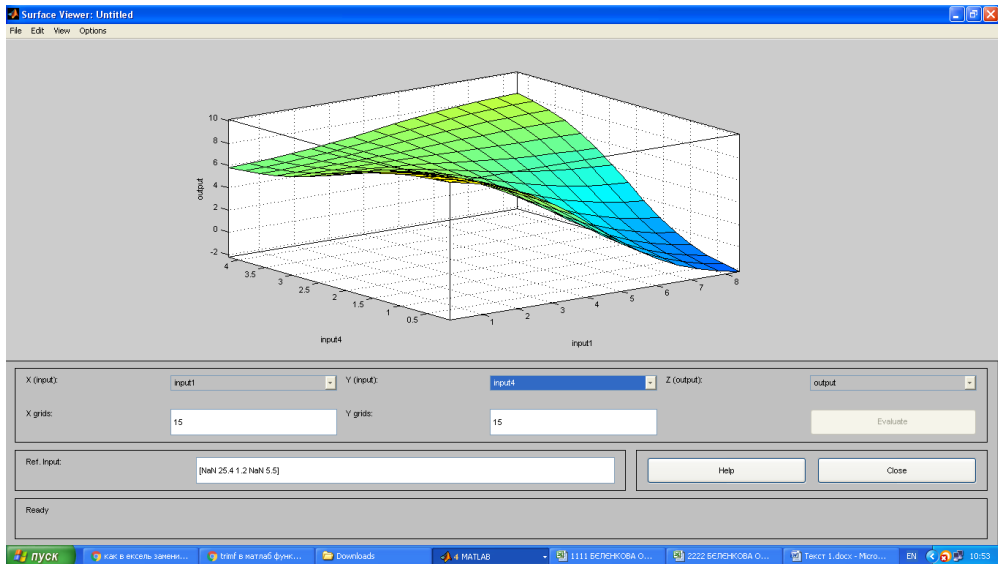 Surface Viewer: Untitled
File Edit View Options
10
8
6
4
2
0
-2
output
4
3.5
3
2.5
2
1.5
1
0.5
input4
1
2
3
4
5
6
7
8
input1
X (input): input1 Y (input): input4 Z (output): output
X grids: 15 Y grids: 15 Evaluate
Ref. Input: [NaN 25.4 1.2 NaN 5.5] Help Close
Ready
пуск как в ексель замени... trimf в матлаб функ... Downloads 4 MATLAB 1111 БЄЛЄНКОВА О... 2222 БЕЛЕНКОВА О... Текст 1.docx - Micro... EN 10:53